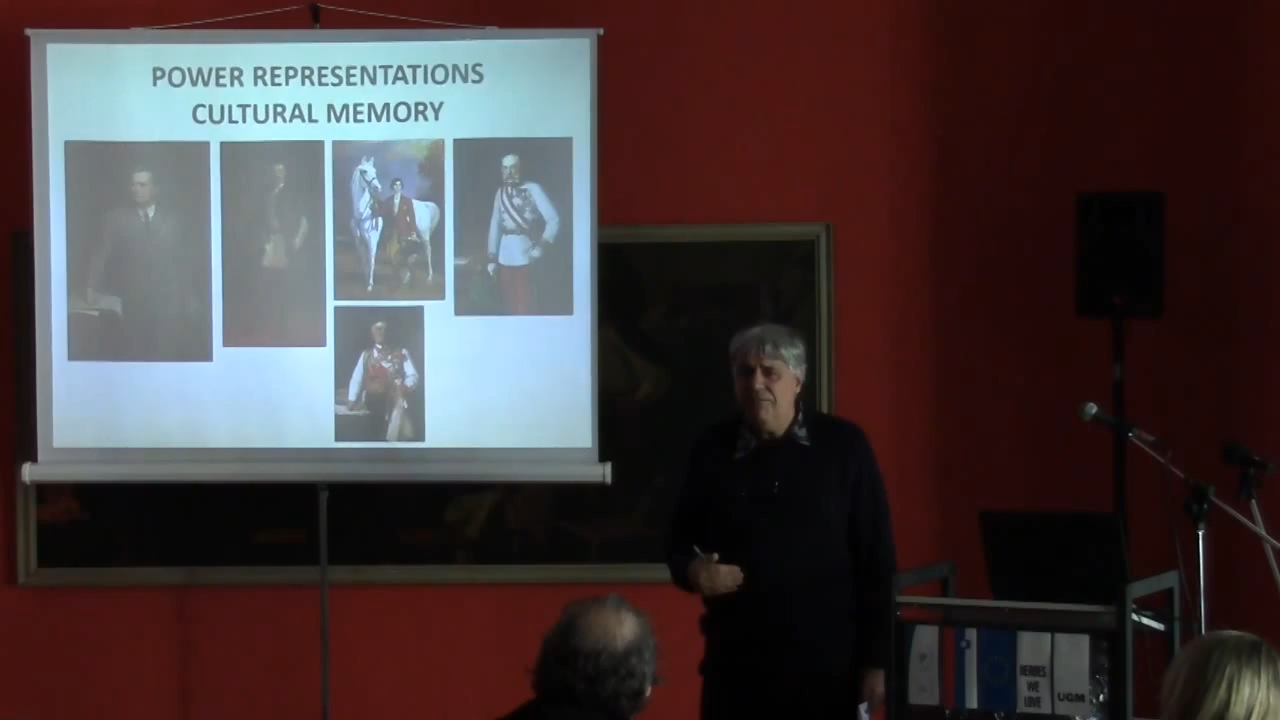 POWER REPRESENTATIONS
CULTURAL MEMORY
HEROES
WE
LOVE
UGM